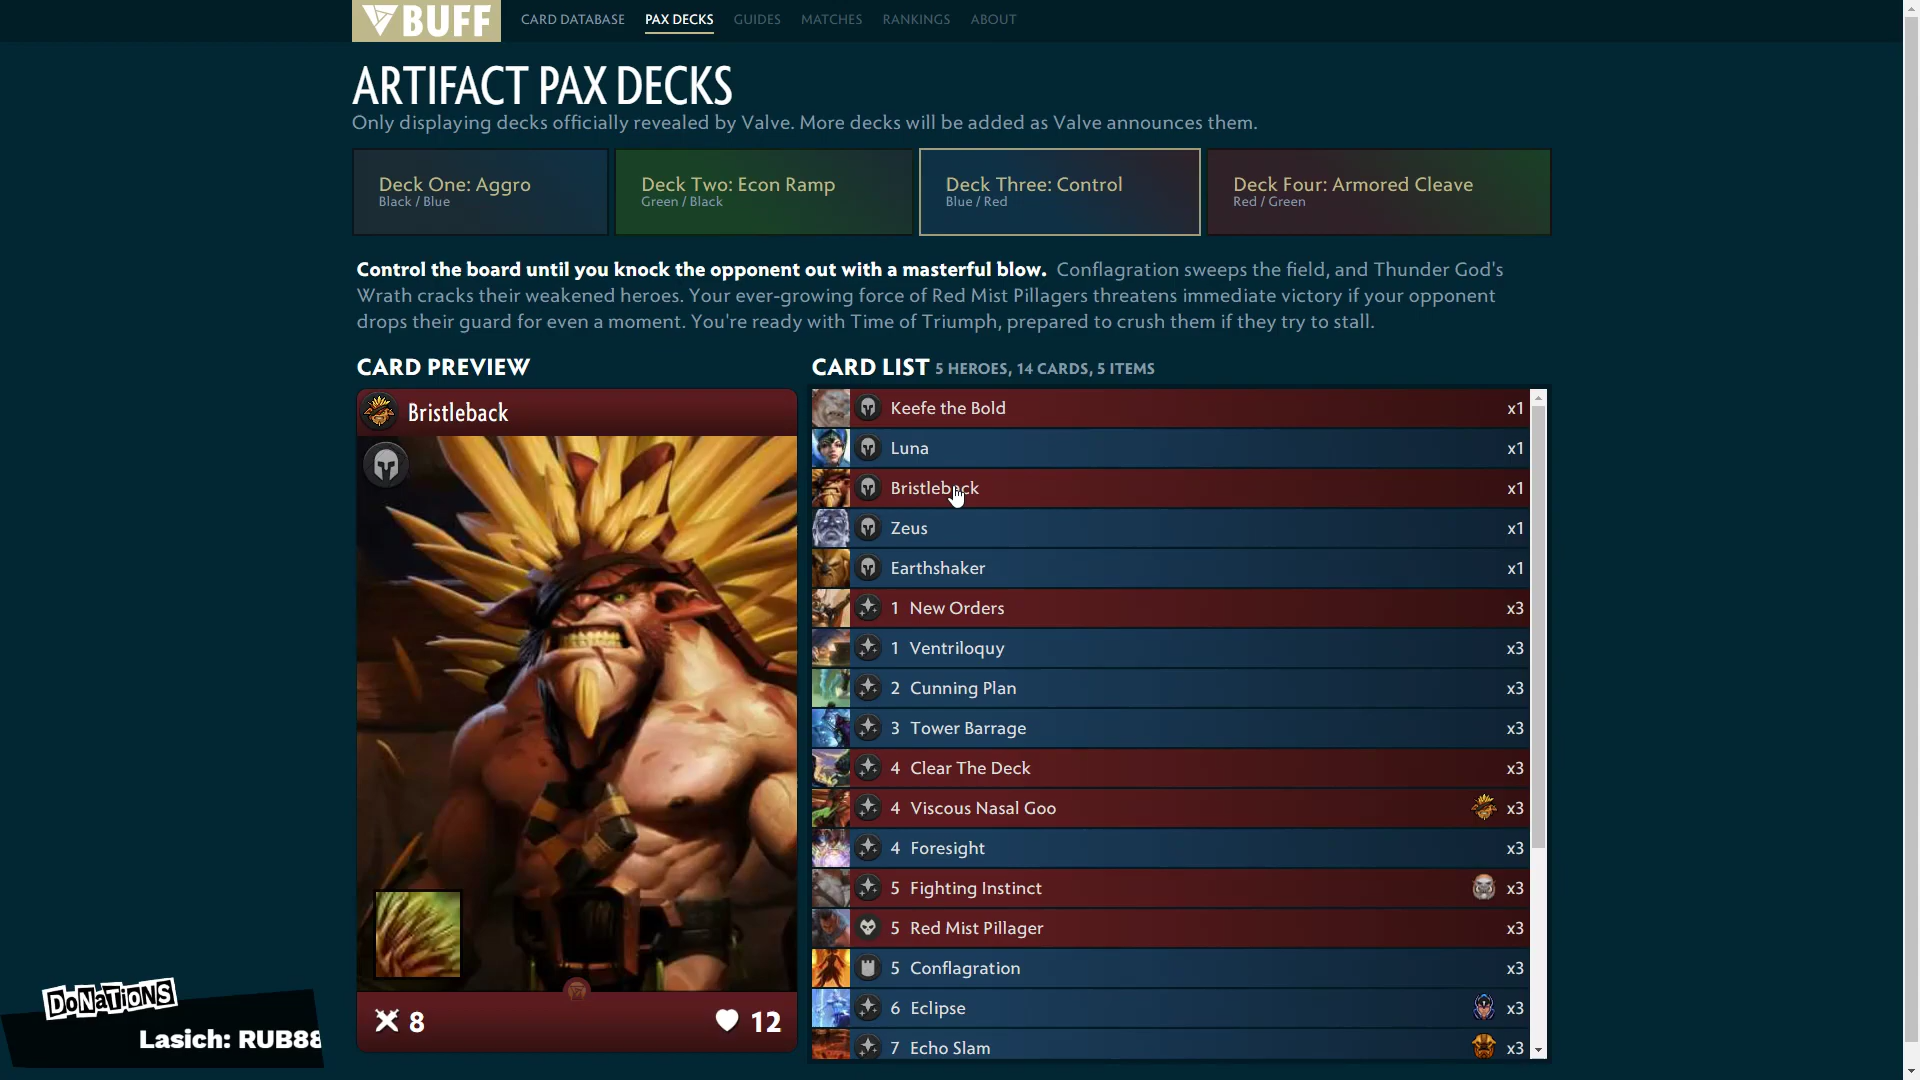 BUFF
CARD DATABASE
PAX DECKS
GUIDES
MATCHES
RANKINGS
ABOUT
ARTIFACT PAX DECKS
Only displaying decks officially revealed by Valve. More decks will be added as Valve announces them.
Deck One: Aggro
Black / Blue
Deck Two: Econ Ramp
Green / Black
Deck Three: Control
Blue / Red
Deck Four: Armored Cleave
Red / Green
Control the board until you knock the opponent out with a masterful blow. Conflagration sweeps the field, and Thunder God's
Wrath cracks their weakened heroes. Your ever-growing force of Red Mist Pillagers threatens immediate victory if your opponent
drops their guard for even a moment. You're ready with Time of Triumph, prepared to crush them if they try to stall.
CARD PREVIEW
Bristleback
8
12
CARD LIST 5 HEROES, 14 CARDS, 5 ITEMS
Keefe the Bold x1
Luna x1
Bristleback x1
Zeus x1
Earthshaker x1
1 New Orders x3
1 Ventriloquy x3
2 Cunning Plan x3
3 Tower Barrage x3
4 Clear The Deck x3
4 Viscous Nasal Goo x3
4 Foresight x3
5 Fighting Instinct x3
5 Red Mist Pillager x3
5 Conflagration x3
6 Eclipse x3
7 Echo Slam x3
DoNaTioNS
Lasich: RUB88